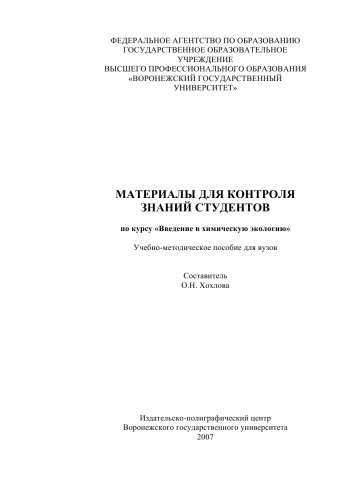 ФЕДЕРАЛЬНОЕ АГЕНТСТВО ПО ОБРАЗОВАНИЮ
ГОСУДАРСТВЕННОЕ ОБРАЗОВАТЕЛЬНОЕ
УЧРЕЖДЕНИЕ
ВЫСШЕГО ПРОФЕССИОНАЛЬНОГО ОБРАЗОВАНИЯ
«ВОРОНЕЖСКИЙ ГОСУДАРСТВЕННЫЙ
УНИВЕРСИТЕТ»
МАТЕРИАЛЫ ДЛЯ КОНТРОЛЯ
ЗНАНИЙ СТУДЕНТОВ
по курсу «Введение в химическую экологию»
Учебно-методическое пособие для вузов
Составитель
О.Н. Хохлова
Издательско-полиграфический центр
Воронежского государственного университета
2007